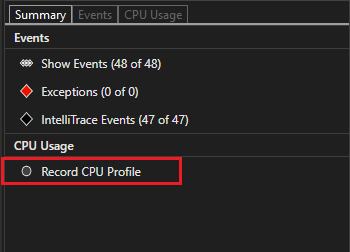 Summary Events CPU Usage
Events
Show Events (48 of 48)
Exceptions (0 of 0)
IntelliTrace Events (47 of 47)
CPU Usage
Record CPU Profile